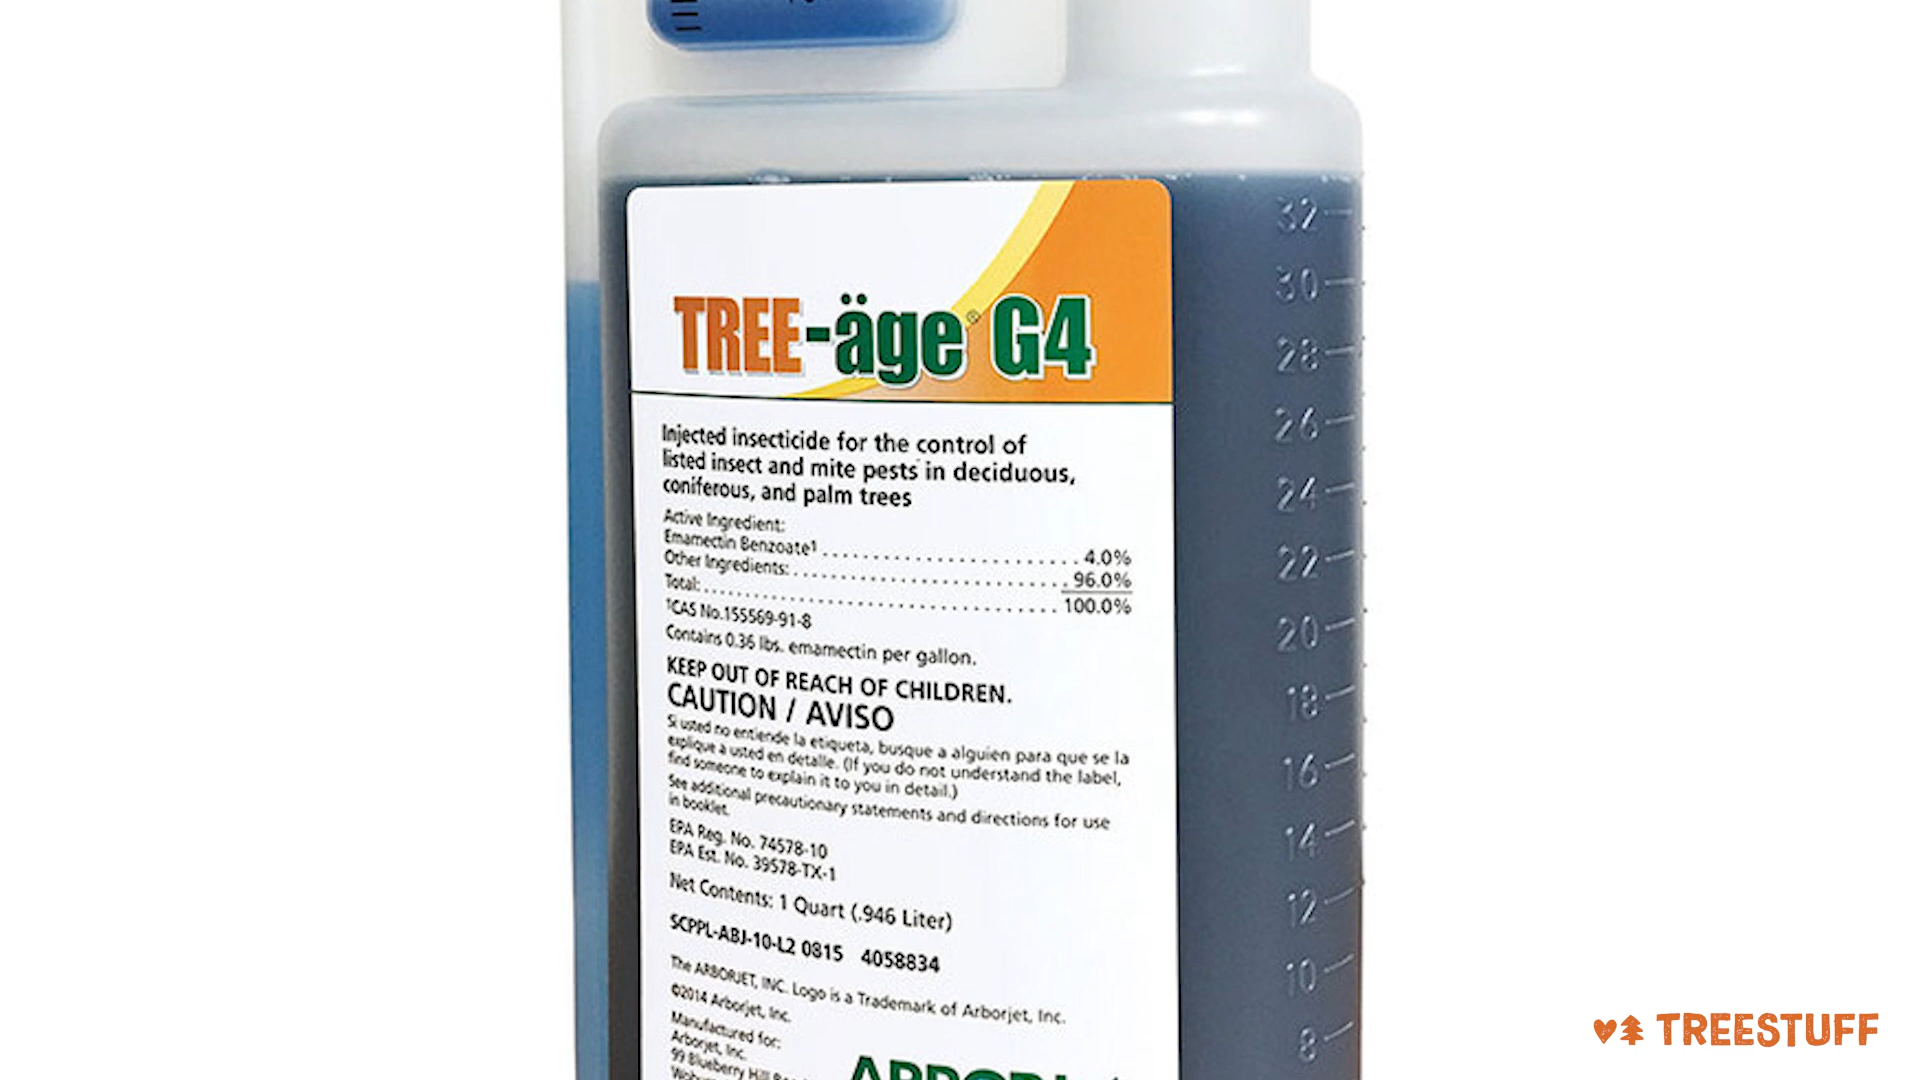 TREE-äge® G4
Injected insecticide for the control of
listed insect and mite pests in deciduous,
coniferous, and palm trees
Active Ingredient:
Emamectin Benzoate¹ 4.0%
Other Ingredients: 96.0%
Total: 100.0%
¹CAS No.155569-91-8
Contains 0.36 lbs. emamectin per gallon.
KEEP OUT OF REACH OF CHILDREN.
CAUTION / AVISO
Si usted no entiende la etiqueta, busque a alguien para que se la
explique a usted en detalle. (If you do not understand the label,
find someone to explain it to you in detail.)
See additional precautionary statements and directions for use
in booklet.
EPA Reg. No. 74578-10
EPA Est. No. 39578-TX-1
Net Contents: 1 Quart (.946 Liter)
SCPPL-ABJ-10-L2 0815 4058834
The ARBORJET, INC. Logo is a Trademark of Arborjet, Inc.
©2014 Arborjet, Inc.
Manufactured for:
Arborjet, Inc.
99 Blueberry Hill
32
30
28
26
24
22
20
18
16
14
12
10
8
TREESTUFF